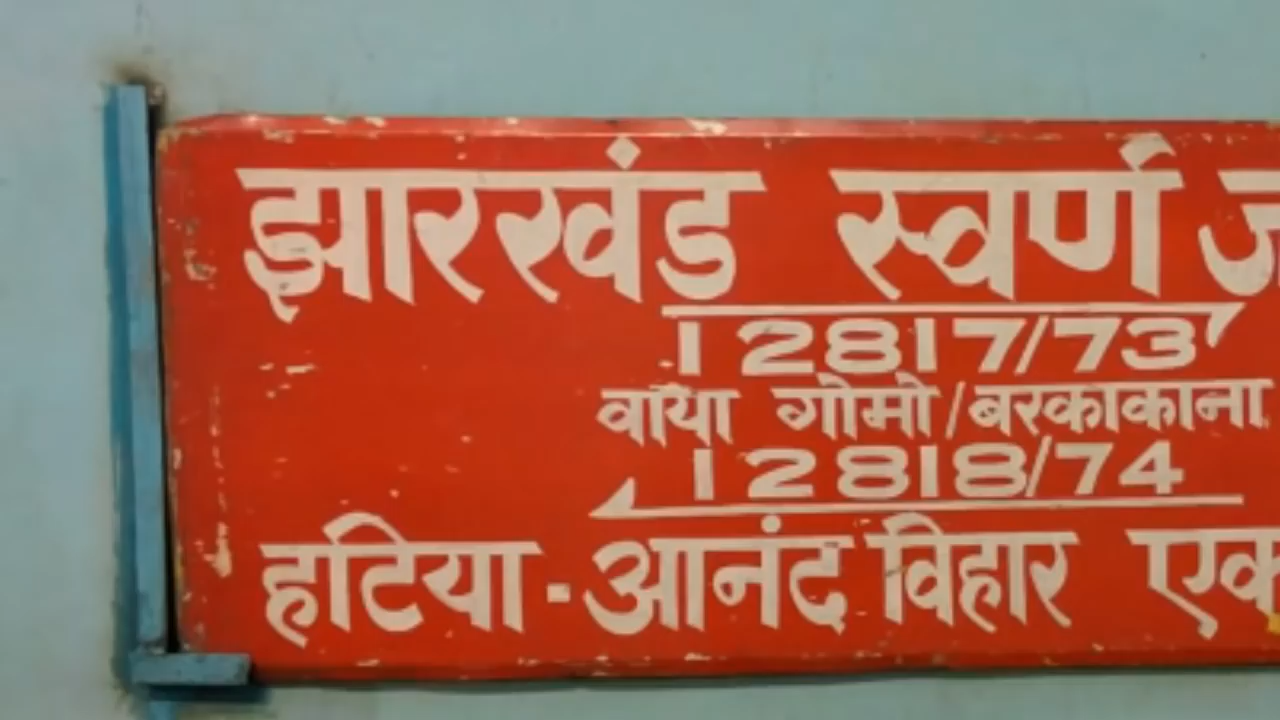 झारखंड स्वर्ण
12817/73
वाया गोमो/बरकाकाना
12818/74
हटिया-आनंद विहार